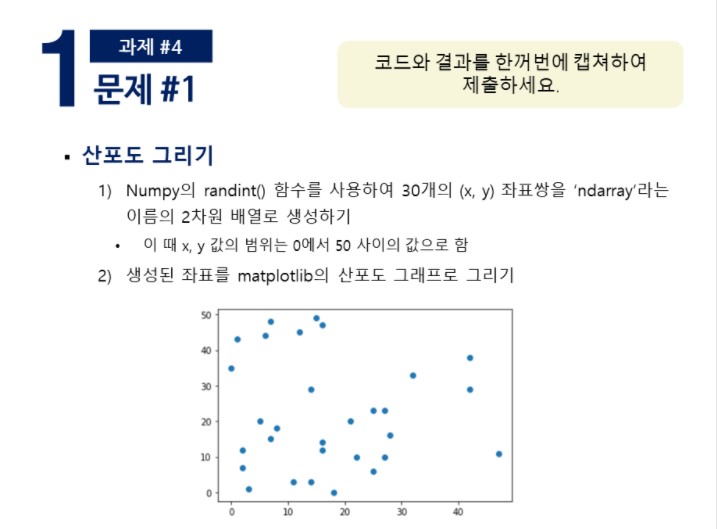 1
과제 #4
문제 #1
코드와 결과를 한꺼번에 캡쳐하여
제출하세요.
▪ 산포도 그리기
1) Numpy의 randint() 함수를 사용하여 30개의 (x, y) 좌표쌍을 ‘ndarray’라는
이름의 2차원 배열로 생성하기
• 이 때 x, y 값의 범위는 0에서 50 사이의 값으로 함
2) 생성된 좌표를 matplotlib의 산포도 그래프로 그리기
50
40
30
20
10
0
0 10 20 30 40